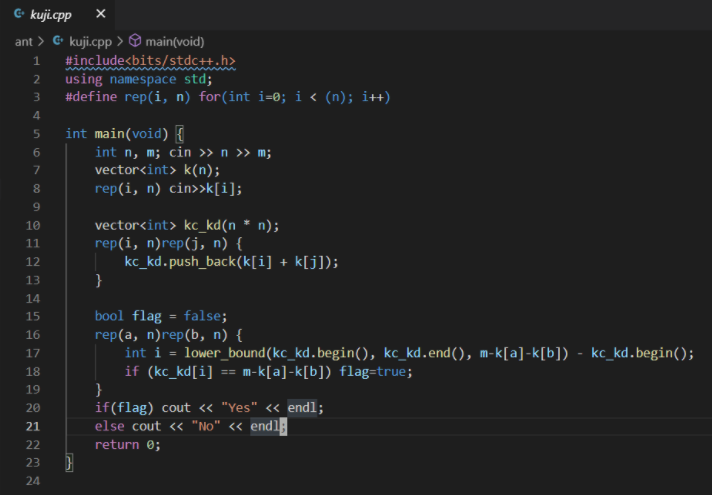 kuji.cpp ×
ant > kuji.cpp > main(void)
1 #include<bits/stdc++.h>
2 using namespace std;
3 #define rep(i, n) for(int i=0; i < (n); i++)
4
5 int main(void) {
6 int n, m; cin >> n >> m;
7 vector<int> k(n);
8 rep(i, n) cin>>k[i];
9
10 vector<int> kc_kd(n * n);
11 rep(i, n)rep(j, n) {
12 kc_kd.push_back(k[i] + k[j]);
13 }
14
15 bool flag = false;
16 rep(a, n)rep(b, n) {
17 int i = lower_bound(kc_kd.begin(), kc_kd.end(), m-k[a]-k[b]) - kc_kd.begin();
18 if (kc_kd[i] == m-k[a]-k[b]) flag=true;
19 }
20 if(flag) cout << "Yes" << endl;
21 else cout << "No" << endl;
22 return 0;
23 }
24